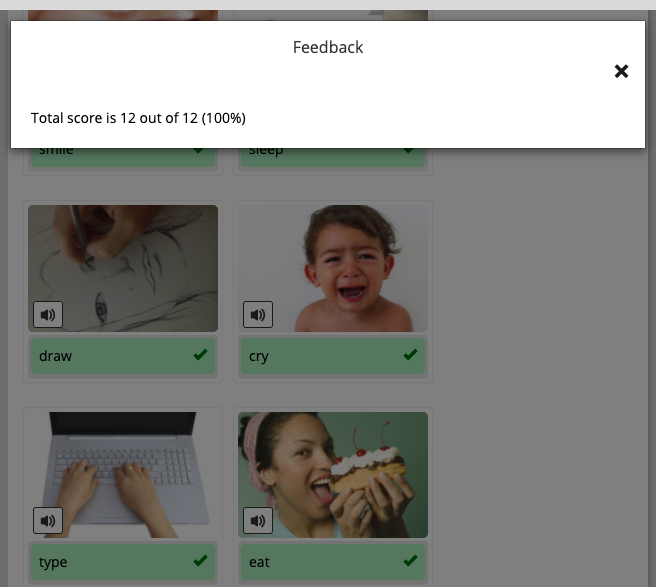 Feedback
Total score is 12 out of 12 (100%)
smile
sleep
draw
cry
type
eat